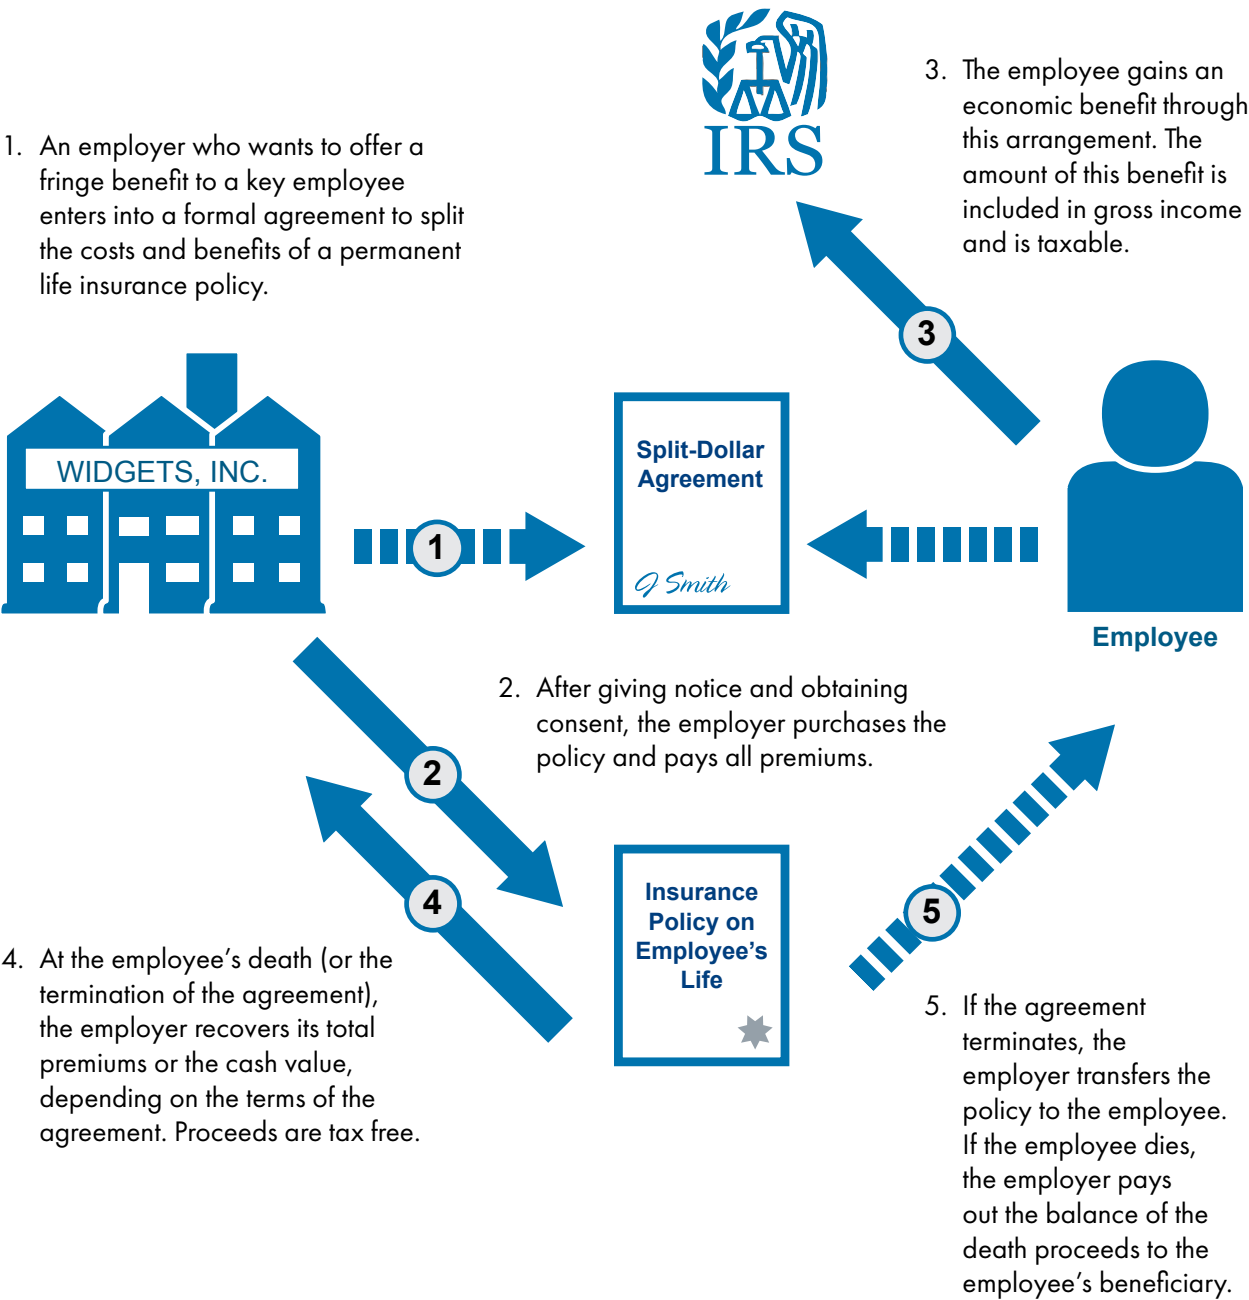 IRS
3. The employee gains an
economic benefit through
this arrangement. The
amount of this benefit is
included in gross income
and is taxable.
1. An employer who wants to offer a
fringe benefit to a key employee
enters into a formal agreement to split
the costs and benefits of a permanent
life insurance policy.
3
WIDGETS, INC.
1
Split-Dollar
Agreement
J Smith
Employee
2. After giving notice and obtaining
consent, the employer purchases the
policy and pays all premiums.
2
4
Insurance
Policy on
Employee’s
Life
5
4. At the employee’s death (or the
termination of the agreement),
the employer recovers its total
premiums or the cash value,
depending on the terms of the
agreement. Proceeds are tax free.
5. If the agreement
terminates, the
employer transfers the
policy to the employee.
If the employee dies,
the employer pays
out the balance of the
death proceeds to the
employee’s beneficiary.